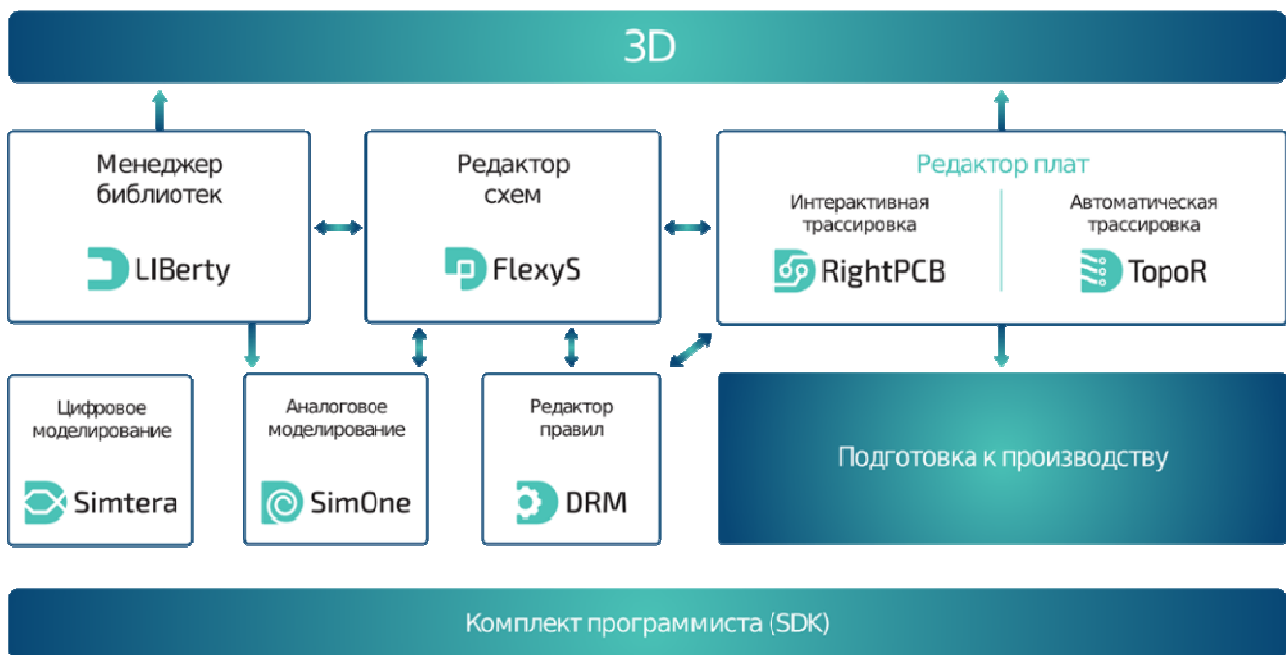 3D
Менеджер
библиотек
LIBerty
Редактор
схем
FlexyS
Редактор плат
Интерактивная
трассировка
RightPCB
Автоматическая
трассировка
TopoR
Цифровое
моделирование
Simtera
Аналоговое
моделирование
SimOne
Редактор
правил
DRM
Подготовка к производству
Комплект программиста (SDK)